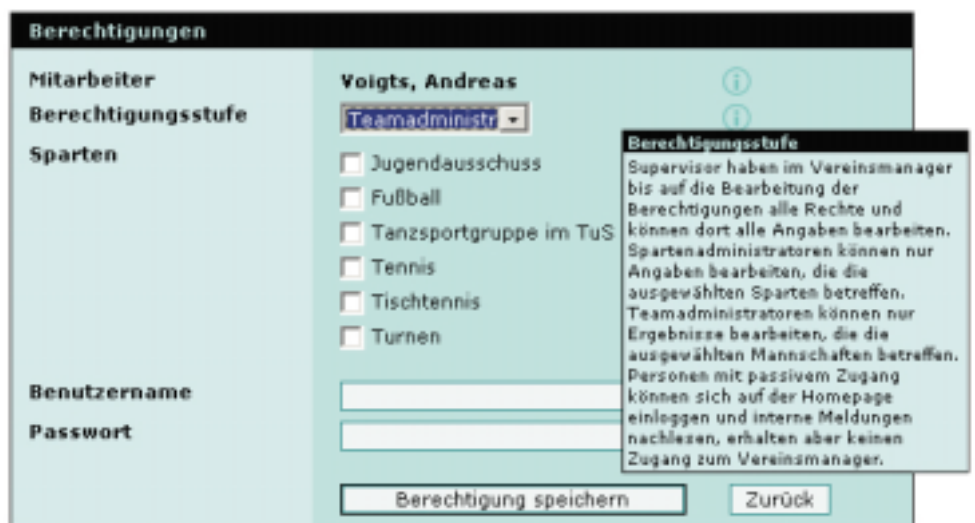 Berechtigungen
Mitarbeiter Voigts, Andreas
Berechtigungsstufe Teamadministr
Sparten
Jugendausschuss
Fußball
Tanzsportgruppe im TuS
Tennis
Tischtennis
Turnen
Benutzername
Passwort
Berechtigung speichern Zurück
Berechtigungsstufe
Supervisor haben im Vereinsmanager
bis auf die Bearbeitung der
Berechtigungen alle Rechte und
können dort alle Angaben bearbeiten.
Spartenadministratoren können nur
Angaben bearbeiten, die die
ausgewählten Sparten betreffen.
Teamadministratoren können nur
Ergebnisse bearbeiten, die die
ausgewählten Mannschaften betreffen.
Personen mit passivem Zugang
können sich auf der Homepage
einloggen und interne Meldungen
nachlesen, erhalten aber keinen
Zugang zum Vereinsmanager.